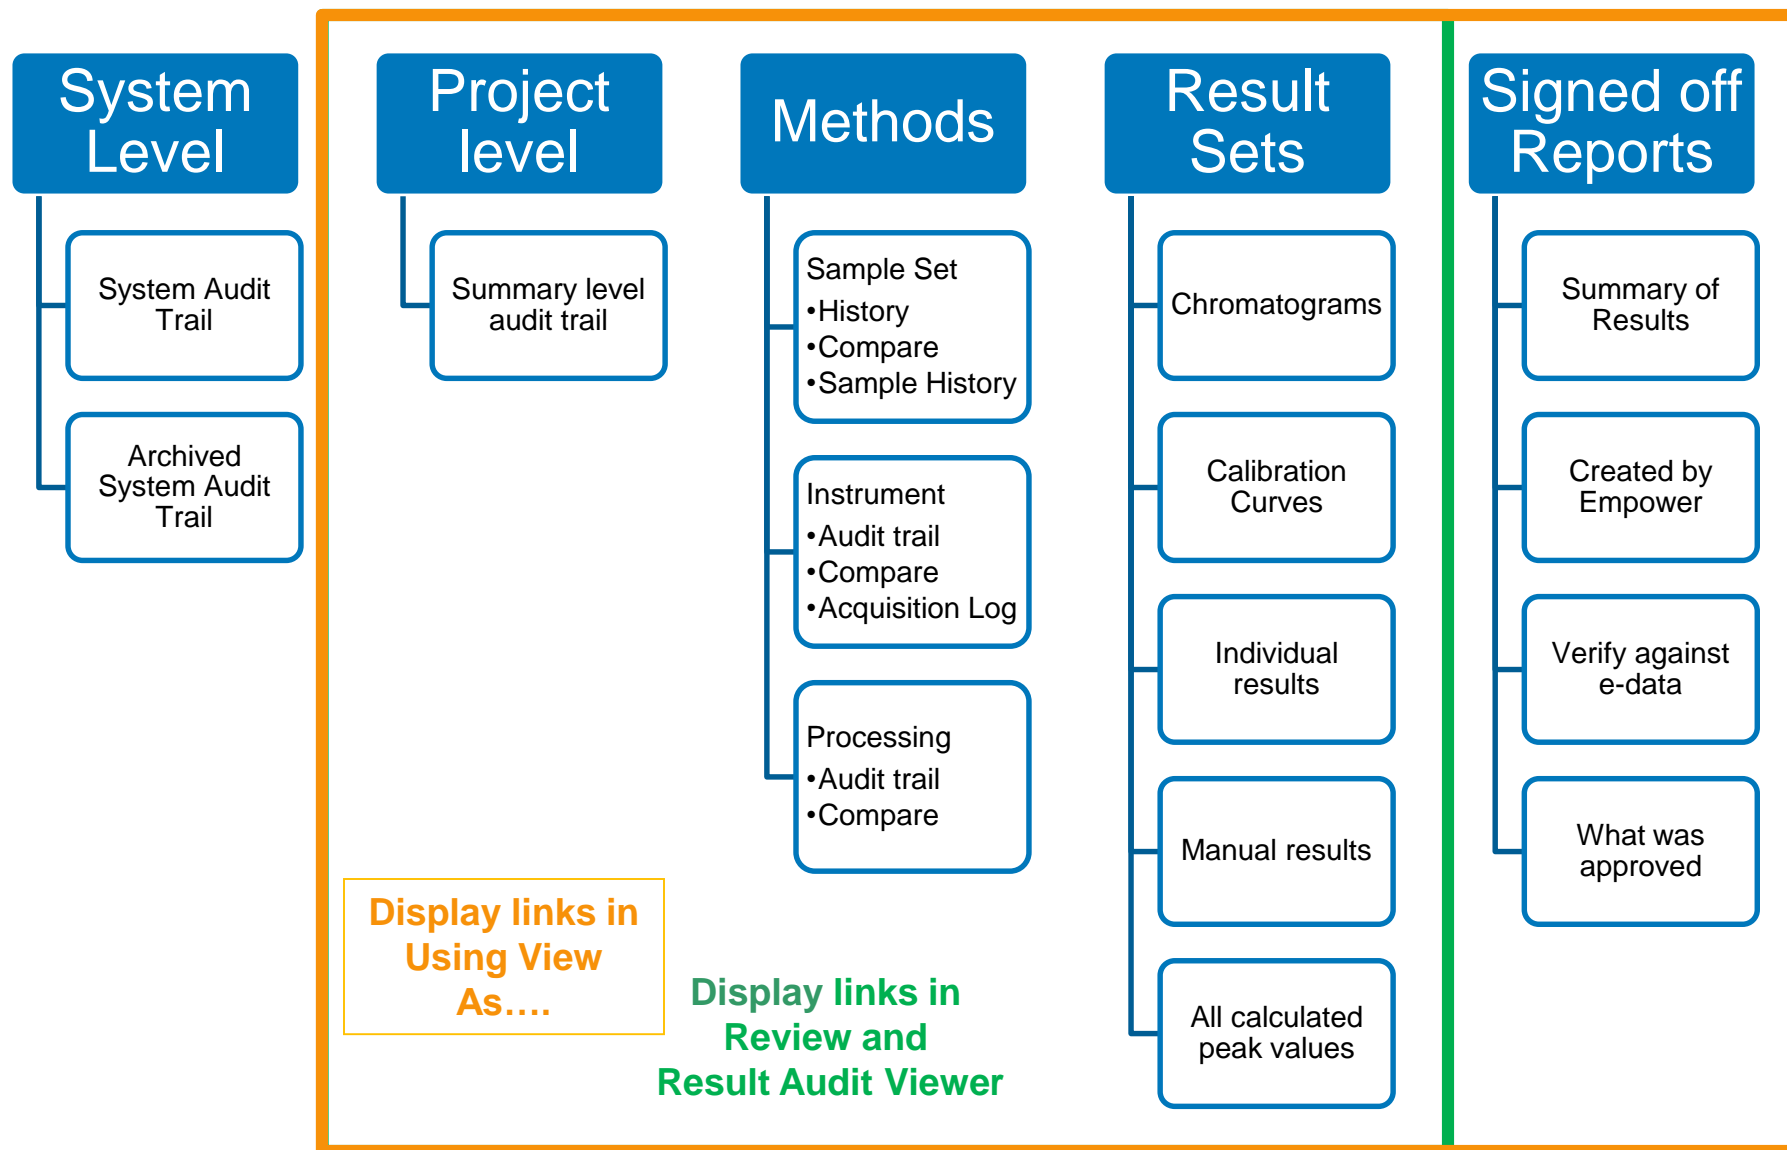 System
Level
System Audit
Trail
Archived
System Audit
Trail
Project
level
Summary level
audit trail
Methods
Sample Set
•History
•Compare
•Sample History
Instrument
•Audit trail
•Compare
•Acquisition Log
Processing
•Audit trail
•Compare
Result
Sets
Chromatograms
Calibration
Curves
Individual
results
Manual results
All calculated
peak values
Signed off
Reports
Summary of
Results
Created by
Empower
Verify against
e-data
What was
approved
Display links in
Using View
As….
Display links in
Review and
Result Audit Viewer